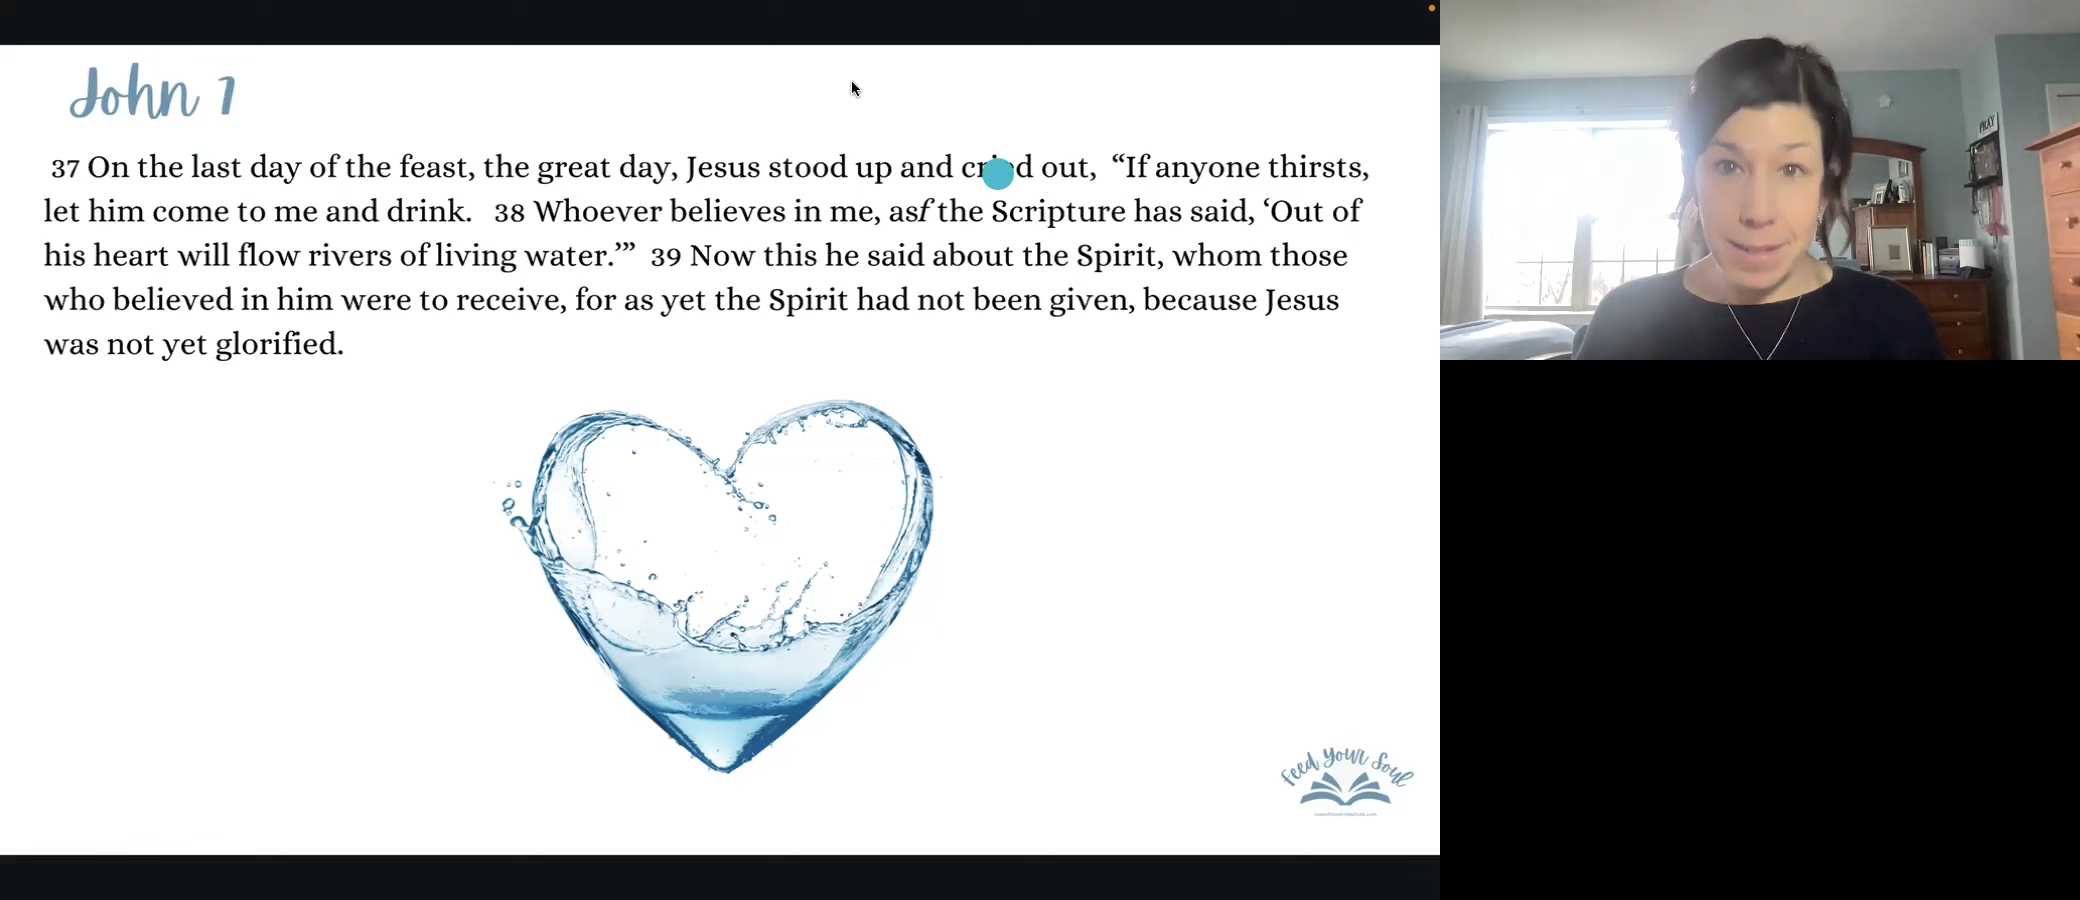 John 7
37 On the last day of the feast, the great day, Jesus stood up and cried out, “If anyone thirsts,
let him come to me and drink. 38 Whoever believes in me, asf the Scripture has said, ‘Out of
his heart will flow rivers of living water.’” 39 Now this he said about the Spirit, whom those
who believed in him were to receive, for as yet the Spirit had not been given, because Jesus
was not yet glorified.
PRAY
Feed Your Soul